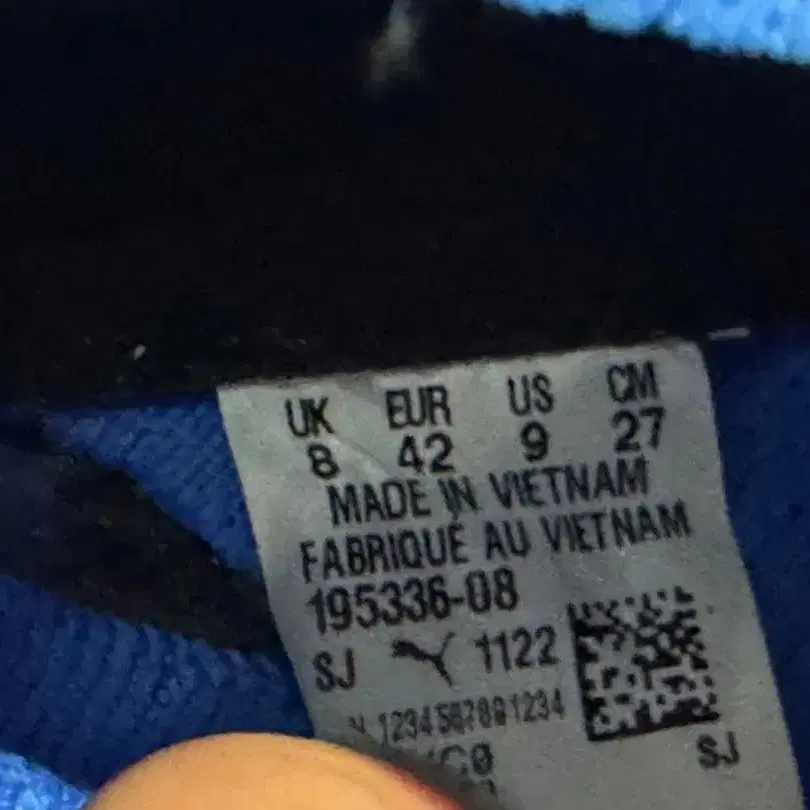 UK EUR US CM
8 42 9 27
MADE IN VIETNAM
FABRIQUÉ AU VIETNAM
195336-08
SJ 1122
1234567891234
SJ